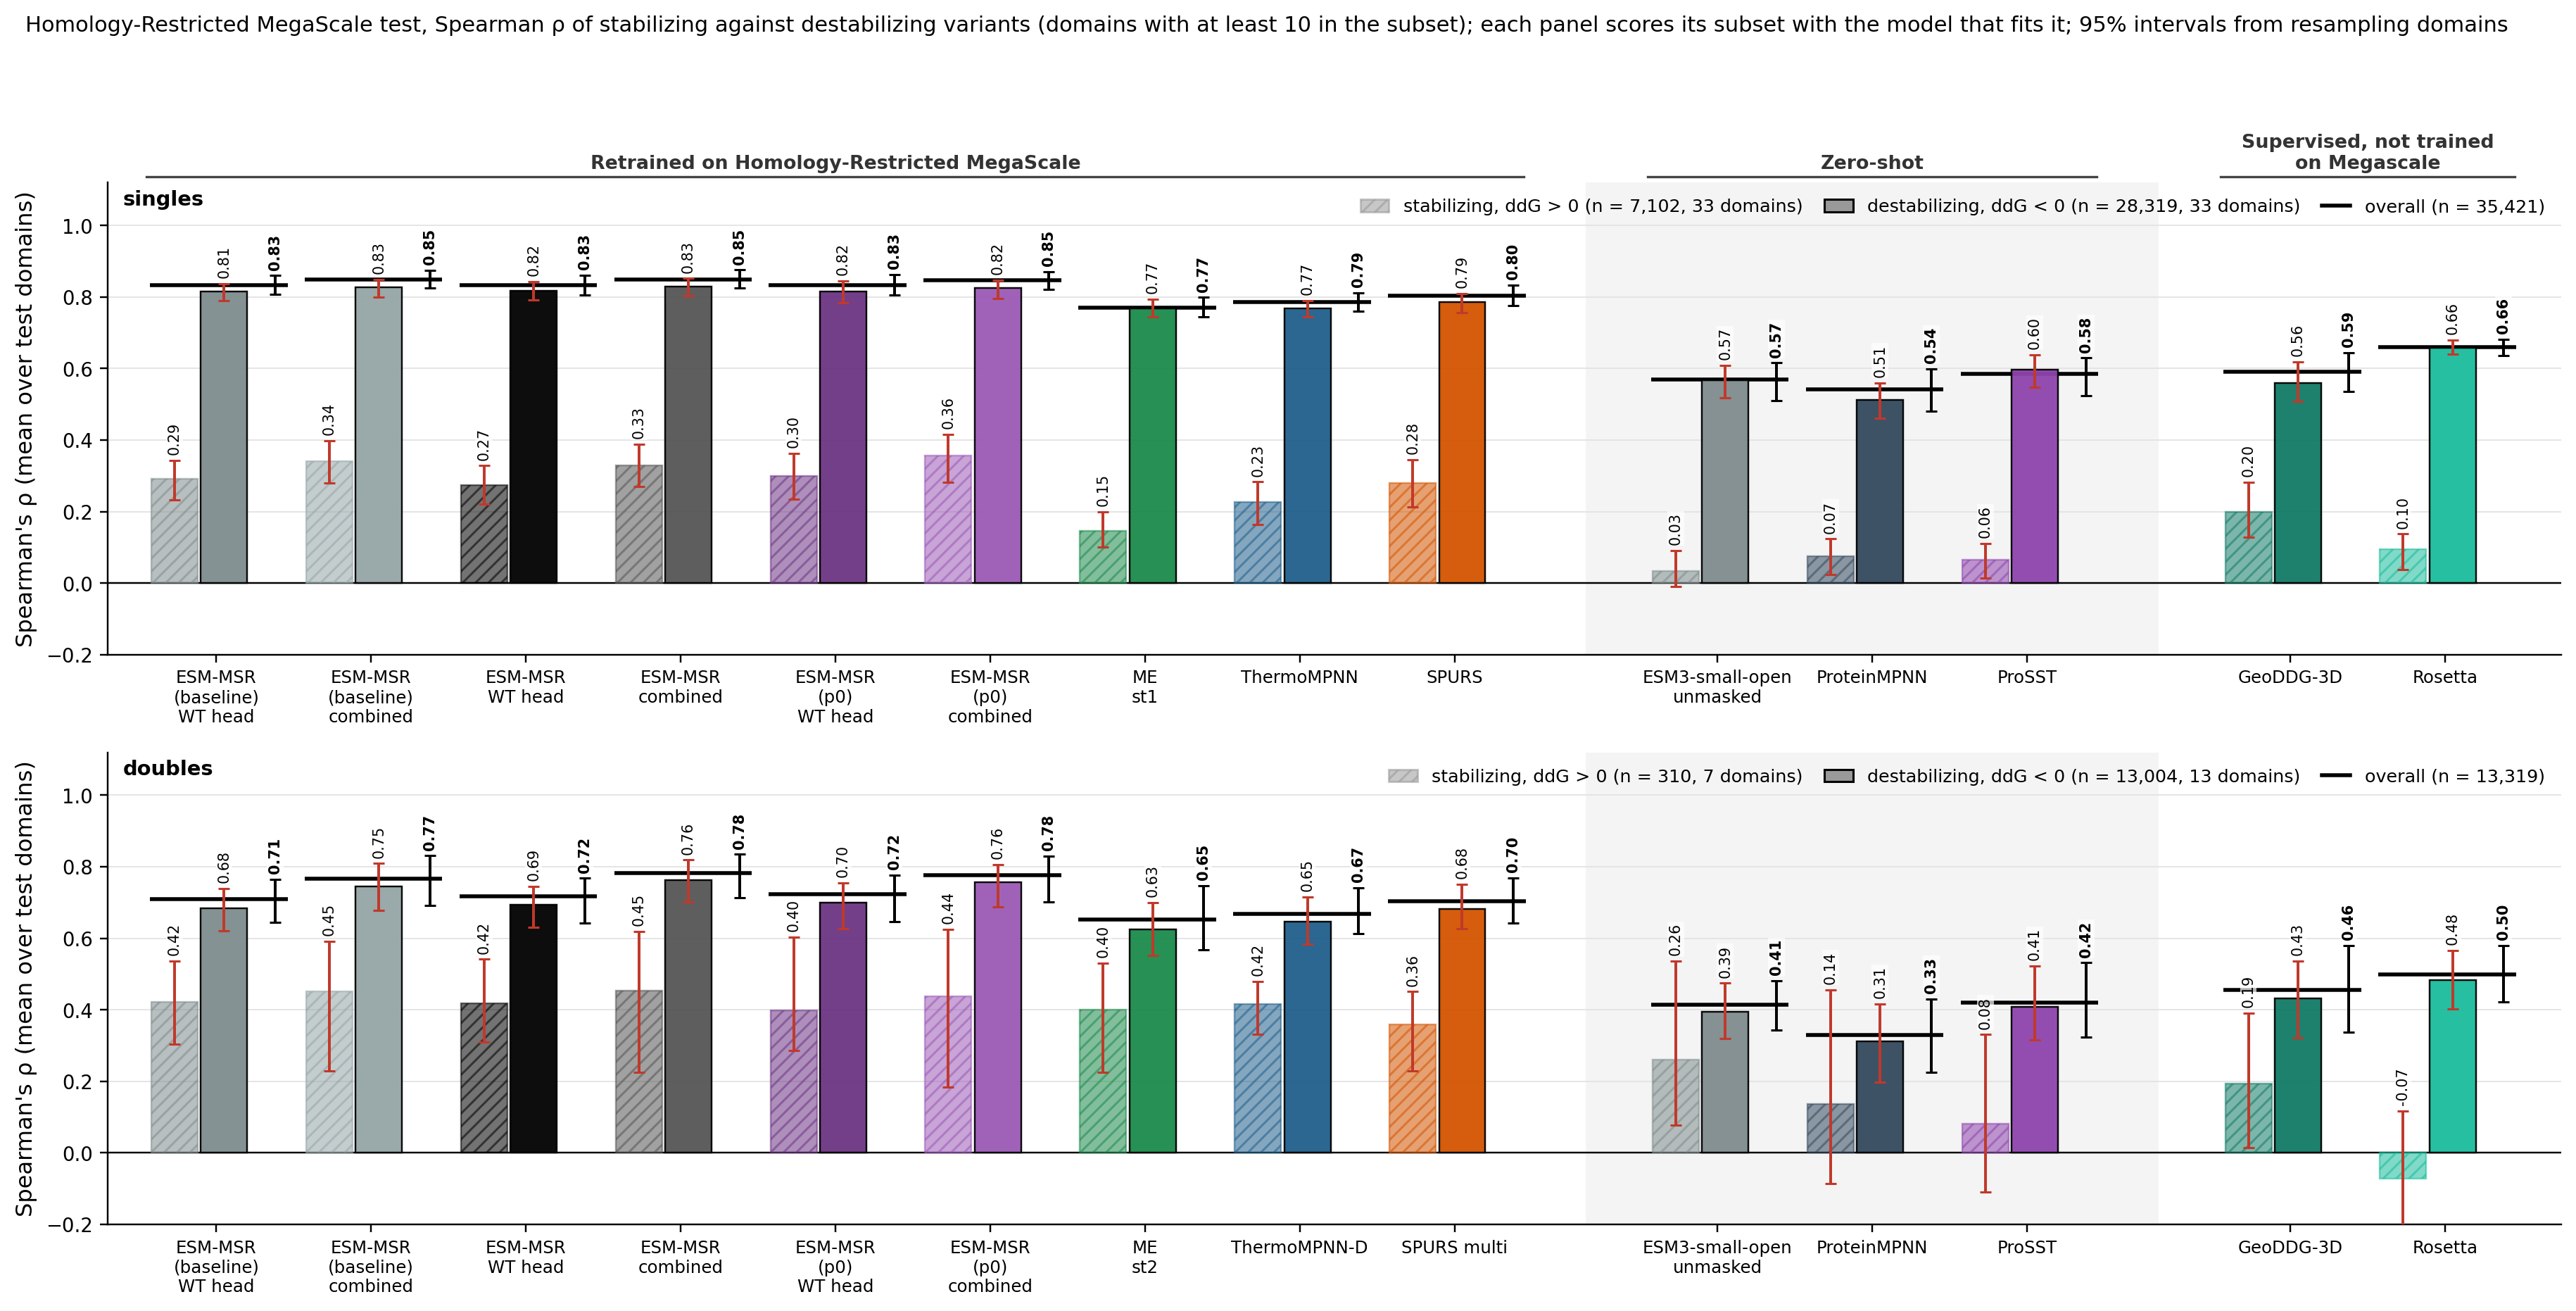 Homology-Restricted MegaScale test, Spearman ρ of stabilizing against destabilizing variants (domains with at least 10 in the subset); each panel scores its subset with the model that fits it; 95% intervals from resampling domains
Retrained on Homology-Restricted MegaScale
Zero-shot
Supervised, not trained
on Megascale
singles
stabilizing, ddG > 0 (n = 7,102, 33 domains)
destabilizing, ddG < 0 (n = 28,319, 33 domains)
overall (n = 35,421)
Spearman's ρ (mean over test domains)
1.0
0.8
0.6
0.4
0.2
0.0
−0.2
0.29
0.81
0.83
0.34
0.83
0.85
0.27
0.82
0.83
0.33
0.83
0.85
0.30
0.82
0.83
0.36
0.82
0.85
0.15
0.77
0.77
0.23
0.77
0.79
0.28
0.79
0.80
0.03
0.57
0.57
0.07
0.51
0.54
0.06
0.60
0.58
0.20
0.56
0.59
0.10
0.66
0.66
ESM-MSR
(baseline)
WT head
ESM-MSR
(baseline)
combined
ESM-MSR
WT head
ESM-MSR
combined
ESM-MSR
(p0)
WT head
ESM-MSR
(p0)
combined
ME
st1
ThermoMPNN
SPURS
ESM3-small-open
unmasked
ProteinMPNN
ProSST
GeoDDG-3D
Rosetta
doubles
stabilizing, ddG > 0 (n = 310, 7 domains)
destabilizing, ddG < 0 (n = 13,004, 13 domains)
overall (n = 13,319)
Spearman's ρ (mean over test domains)
1.0
0.8
0.6
0.4
0.2
0.0
−0.2
0.42
0.68
0.71
0.45
0.75
0.77
0.42
0.69
0.72
0.45
0.76
0.78
0.40
0.70
0.72
0.44
0.76
0.78
0.40
0.63
0.65
0.42
0.65
0.67
0.36
0.68
0.70
0.26
0.39
0.41
0.14
0.31
0.33
0.08
0.41
0.42
0.19
0.43
0.46
-0.07
0.48
0.50
ESM-MSR
(baseline)
WT head
ESM-MSR
(baseline)
combined
ESM-MSR
WT head
ESM-MSR
combined
ESM-MSR
(p0)
WT head
ESM-MSR
(p0)
combined
ME
st2
ThermoMPNN-D
SPURS multi
ESM3-small-open
unmasked
ProteinMPNN
ProSST
GeoDDG-3D
Rosetta